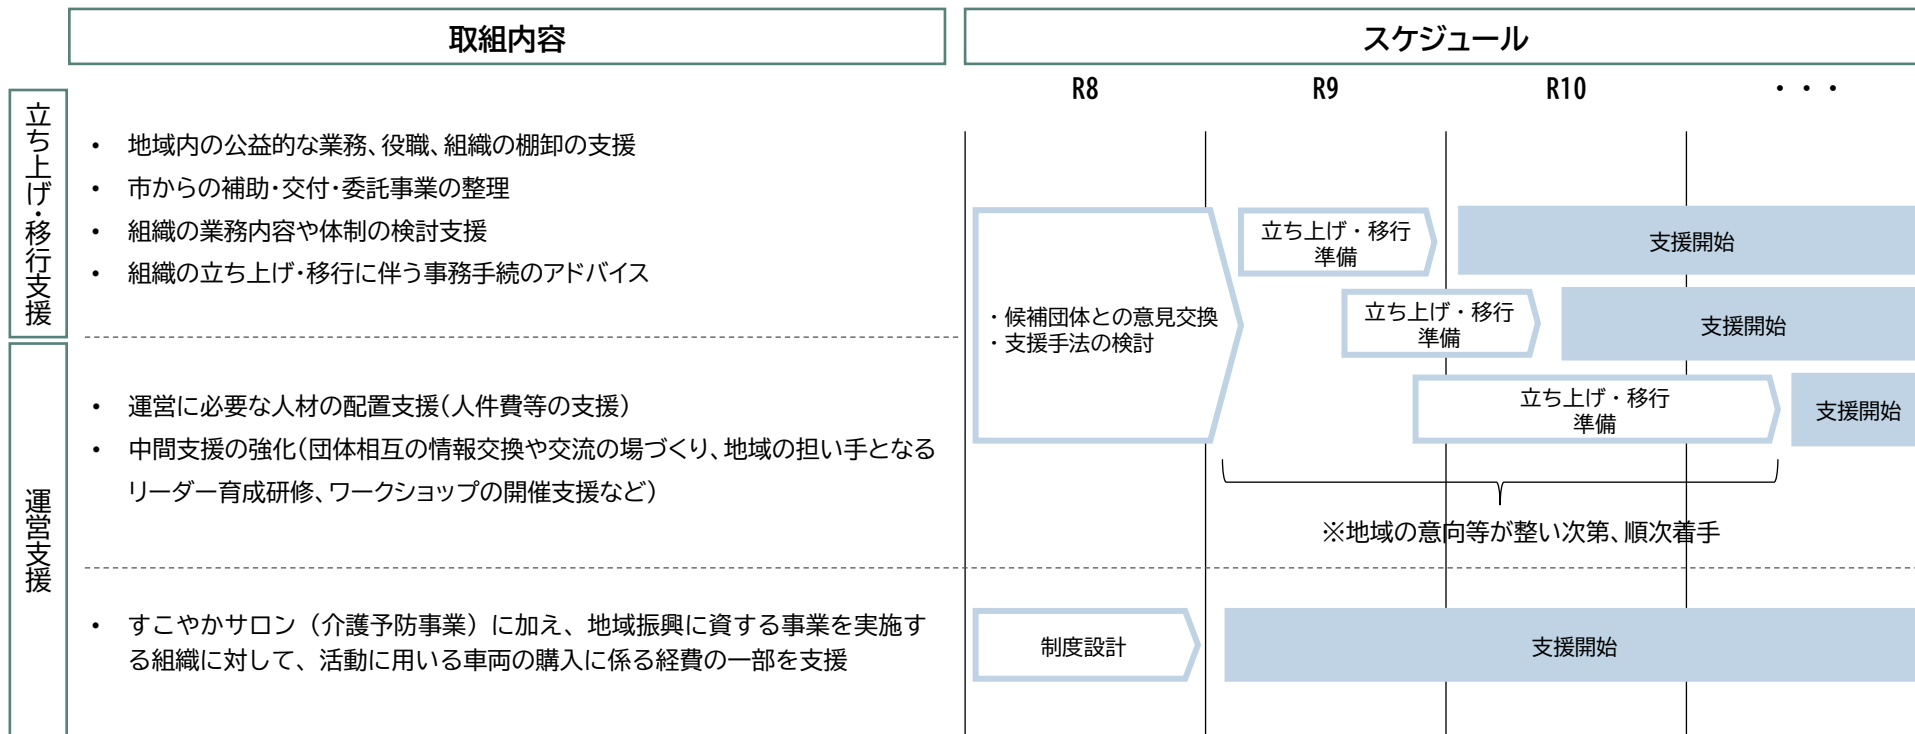 取組内容
スケジュール
R8
R9
R10
・・・
立ち上げ・移行支援
• 地域内の公益的な業務、役職、組織の棚卸の支援
• 市からの補助・交付・委託事業の整理
• 組織の業務内容や体制の検討支援
• 組織の立ち上げ・移行に伴う事務手続のアドバイス
運営支援
• 運営に必要な人材の配置支援(人件費等の支援)
• 中間支援の強化(団体相互の情報交換や交流の場づくり、地域の担い手となる
リーダー育成研修、ワークショップの開催支援など)
• すこやかサロン（介護予防事業）に加え、地域振興に資する事業を実施す
る組織に対して、活動に用いる車両の購入に係る経費の一部を支援
・候補団体との意見交換
・支援手法の検討
立ち上げ・移行
準備
支援開始
立ち上げ・移行
準備
支援開始
立ち上げ・移行
準備
支援開始
※地域の意向等が整い次第、順次着手
制度設計
支援開始